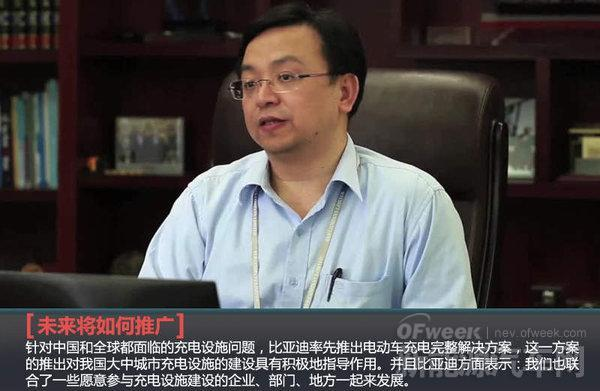 [未来将如何推广]
OFweek | nev.ofweek.com
针对中国和全球都面临的充电设施问题，比亚迪率先推出电动车充电完整解决方案，这一方案
的推出对我国大中城市充电设施的建设具有积极地指导作用。并且比亚迪方面表示：我们也联
合了一些愿意参与充电设施建设的企业、部门、地方一起来发展。